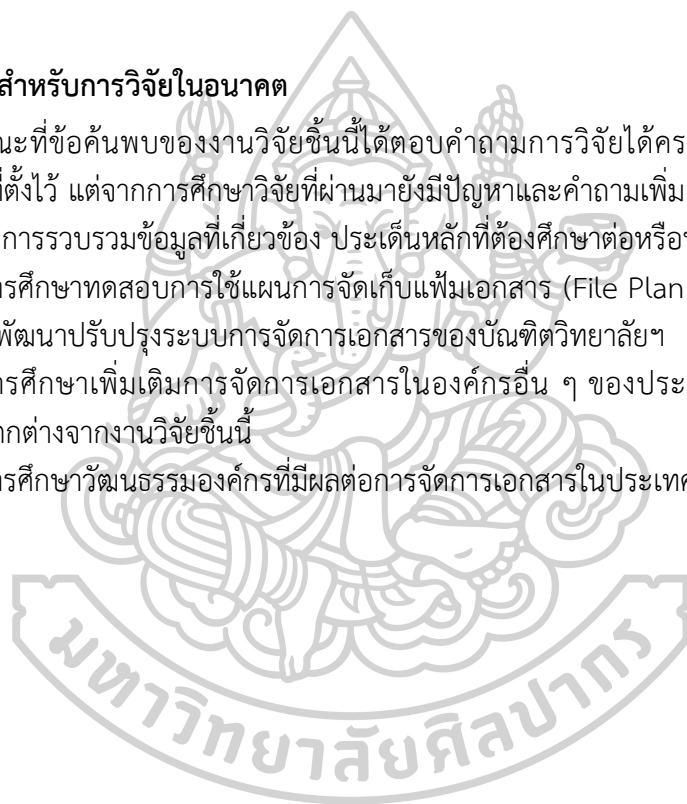 สำหรับการวิจัยในอนาคต
ณะที่ข้อค้นพบของงานวิจัยชิ้นนี้ได้ตอบคำถามการวิจัยได้คร
ที่ตั้งไว้ แต่จากการศึกษาวิจัยที่ผ่านมายังมีปัญหาและคำถามเพิ่ม
การรวบรวมข้อมูลที่เกี่ยวข้อง ประเด็นหลักที่ต้องศึกษาต่อหรือ
ารศึกษาทดสอบการใช้แผนการจัดเก็บแฟ้มเอกสาร (File Plan
พัฒนาปรับปรุงระบบการจัดการเอกสารของบัณฑิตวิทยาลัยฯ
ารศึกษาเพิ่มเติมการจัดการเอกสารในองค์กรอื่น ๆ ของประ
ากต่างจากงานวิจัยชิ้นนี้
ารศึกษาวัฒนธรรมองค์กรที่มีผลต่อการจัดการเอกสารในประเทศ
มหาวิทยาลัยศิลปากร